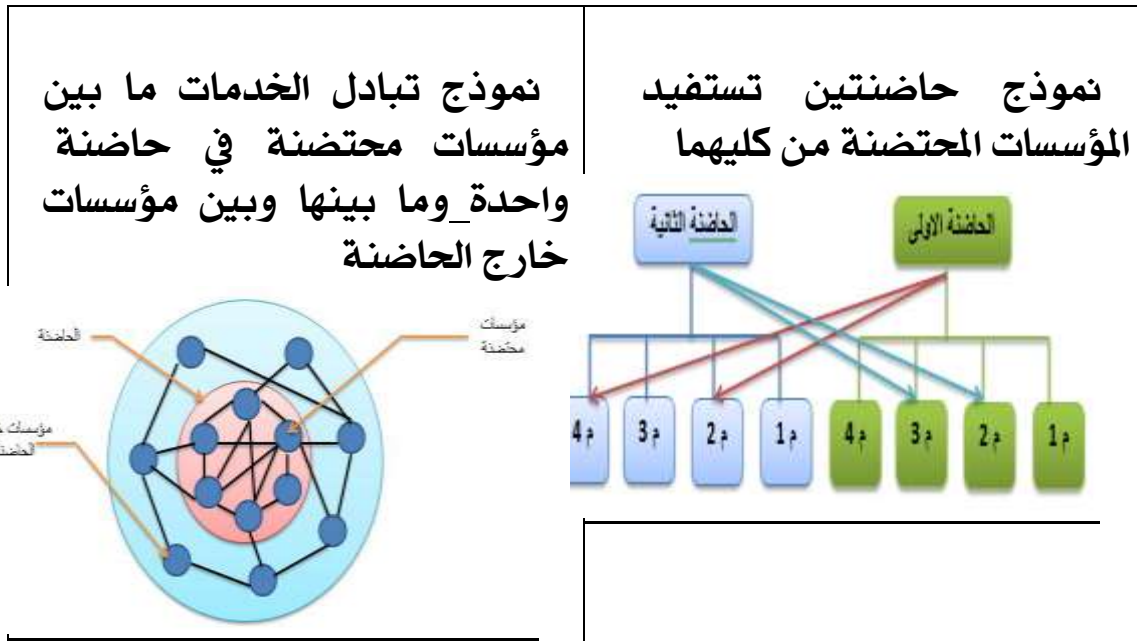 نموذج حاضنتين تستفيد
المؤسسات المحتضنة من كليهما
الحاضنة الاولى
الحاضنة الثانية
م 1
م 2
م 3
م 4
م 1
م 2
م 3
م 4
نموذج تبادل الخدمات ما بين
مؤسسات محتضنة في حاضنة
واحدة_وما بينها وبين مؤسسات
خارج الحاضنة
مؤسسات
محتضنة
الحاضنة
مؤسسات